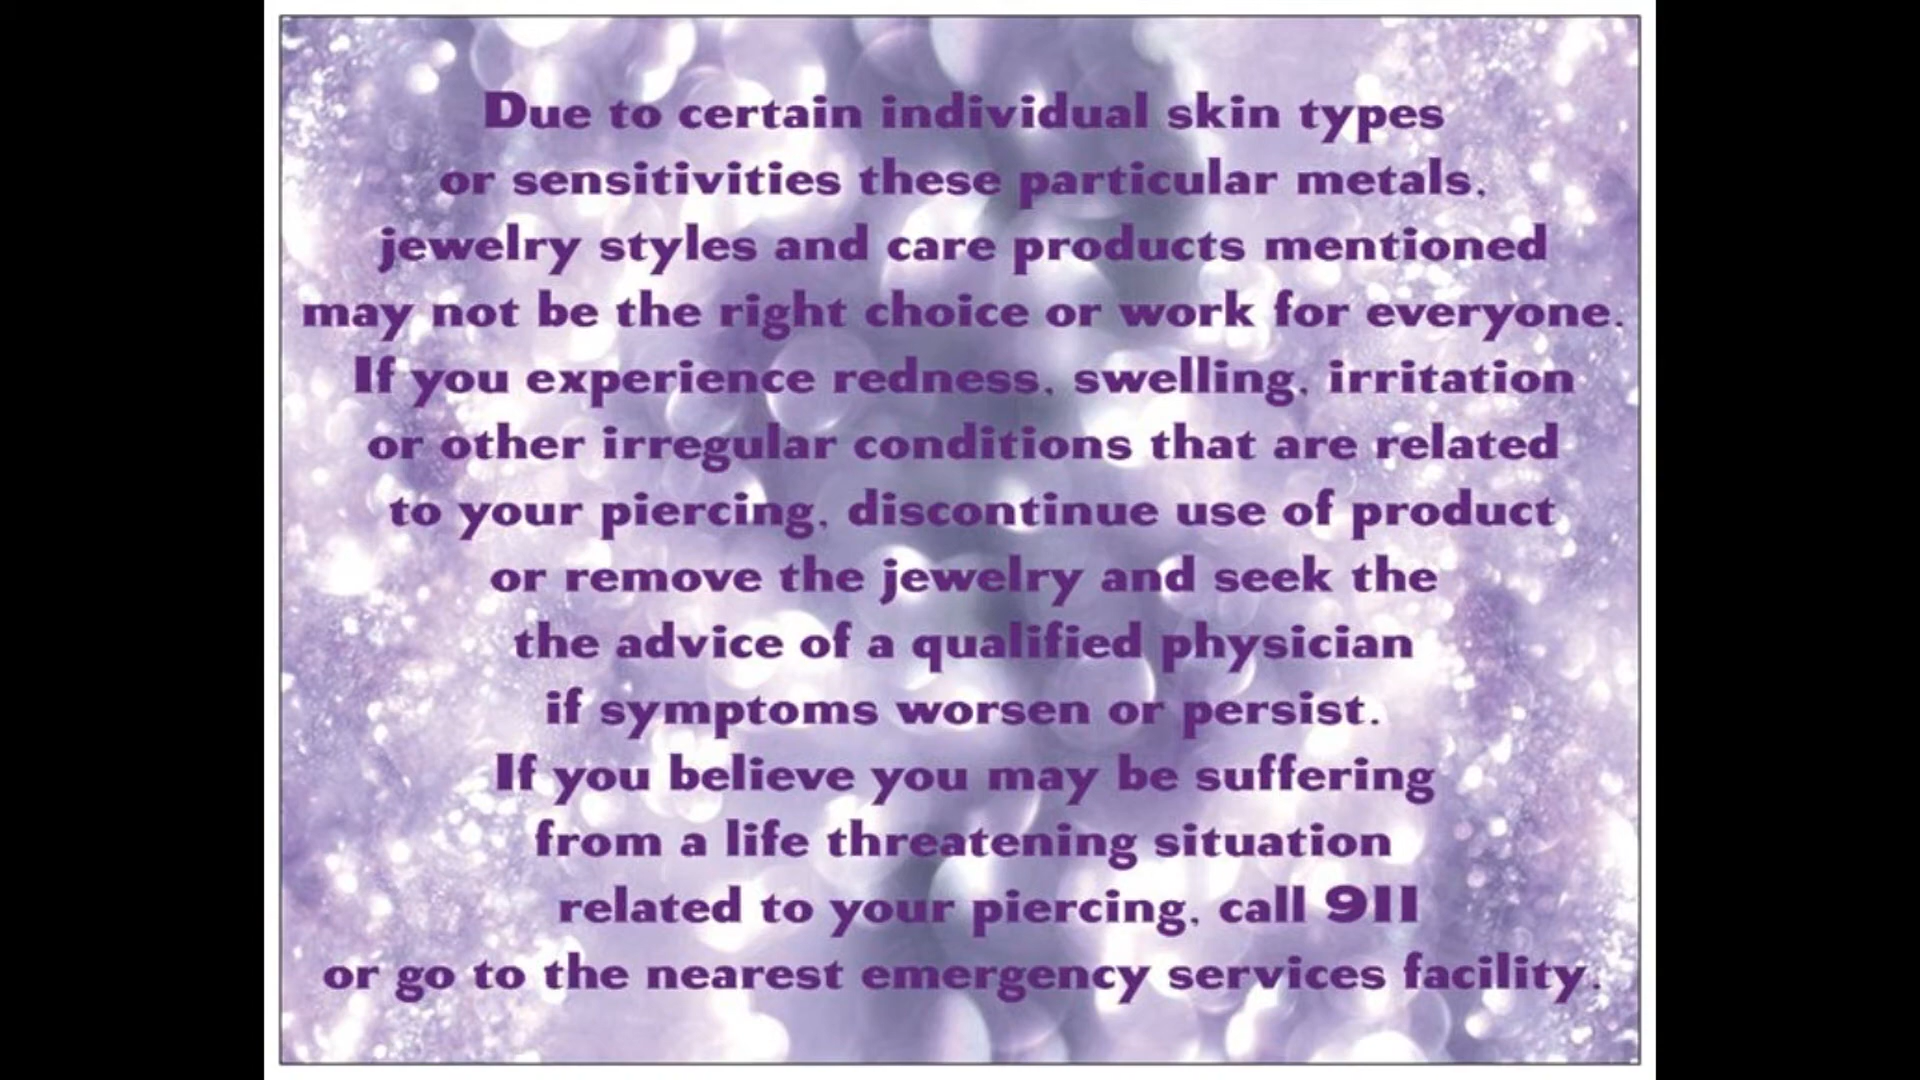 Due to certain individual skin types
or sensitivities these particular metals,
jewelry styles and care products mentioned
may not be the right choice or work for everyone.
If you experience redness, swelling, irritation
or other irregular conditions that are related
to your piercing, discontinue use of product
or remove the jewelry and seek the
the advice of a qualified physician
if symptoms worsen or persist.
If you believe you may be suffering
from a life threatening situation
related to your piercing, call 911
or go to the nearest emergency services facility.